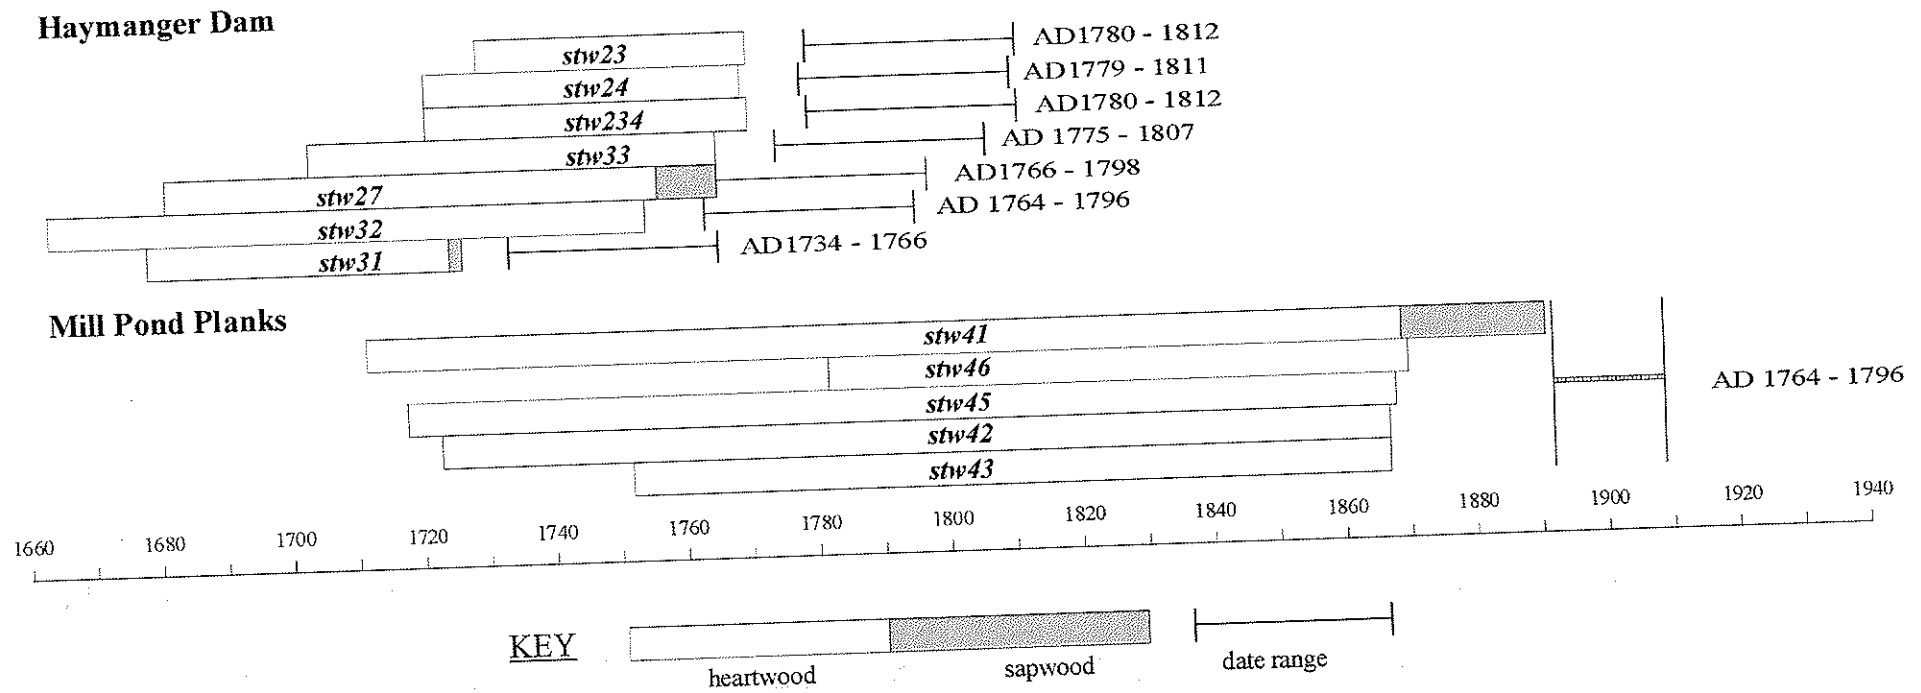 Haymanger Dam
stw23 AD1780 - 1812
stw24 AD1779 - 1811
stw234 AD1780 - 1812
stw33 AD 1775 - 1807
stw27 AD1766 - 1798
stw32 AD 1764 - 1796
stw31 AD1734 - 1766
Mill Pond Planks
stw41
stw46 AD 1764 - 1796
stw45
stw42
stw43
1660 1680 1700 1720 1740 1760 1780 1800 1820 1840 1860 1880 1900 1920 1940
KEY
heartwood sapwood date range